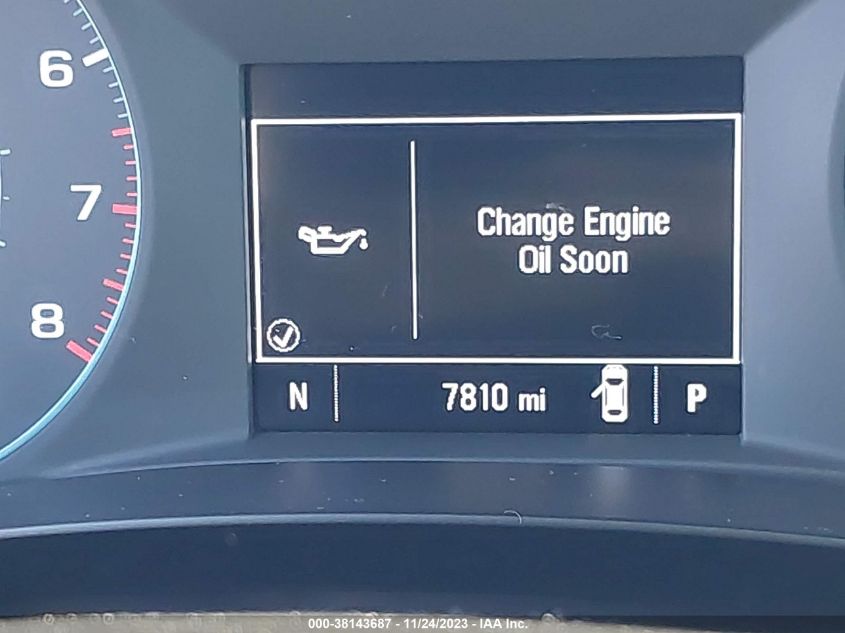 6
7
8
Change Engine
Oil Soon
N 7810 mi P
000-38143687 - 11/24/2023 - IAA Inc.